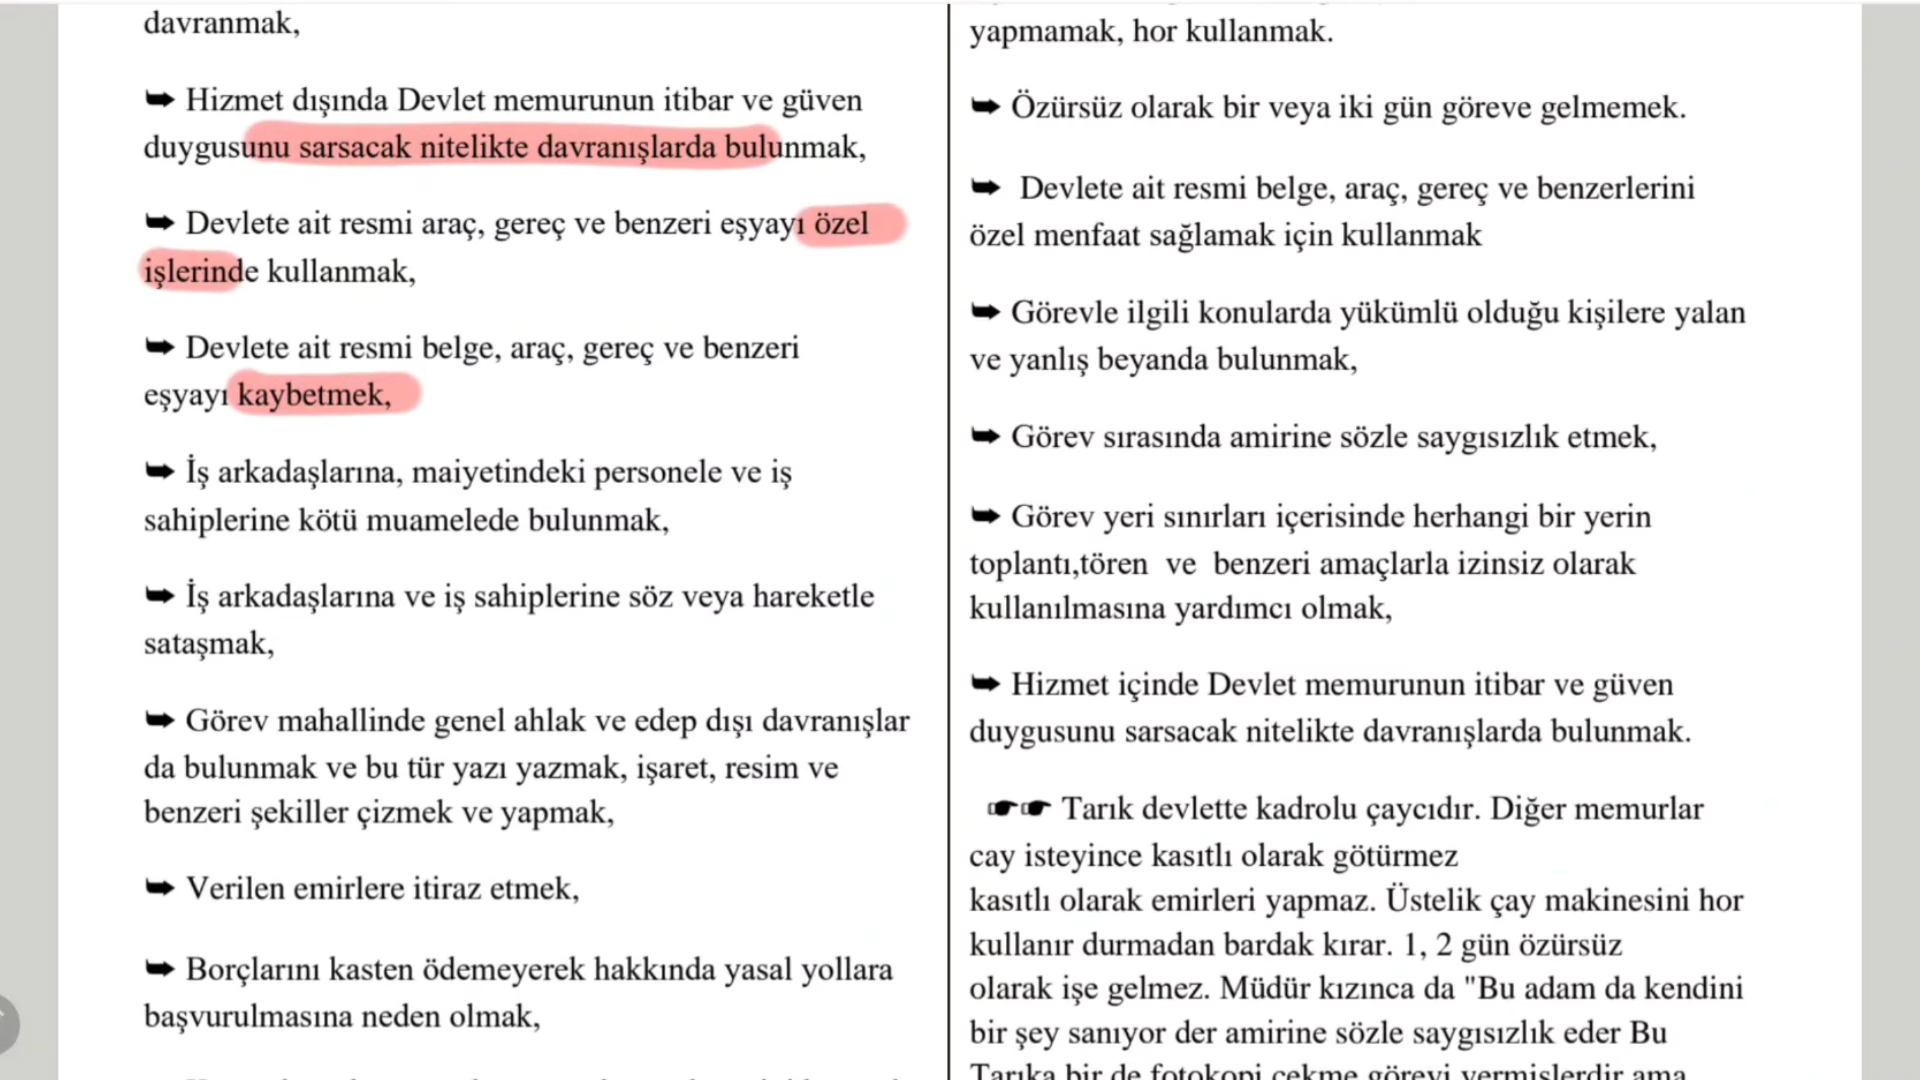 davranmak,
➥ Hizmet dışında Devlet memurunun itibar ve güven
duygusunu sarsacak nitelikte davranışlarda bulunmak,
➥ Devlete ait resmi araç, gereç ve benzeri eşyayı özel
işlerinde kullanmak,
➥ Devlete ait resmi belge, araç, gereç ve benzeri
eşyayı kaybetmek,
➥ İş arkadaşlarına, maiyetindeki personele ve iş
sahiplerine kötü muamelede bulunmak,
➥ İş arkadaşlarına ve iş sahiplerine söz veya hareketle
sataşmak,
➥ Görev mahallinde genel ahlak ve edep dışı davranışlar
da bulunmak ve bu tür yazı yazmak, işaret, resim ve
benzeri şekiller çizmek ve yapmak,
➥ Verilen emirlere itiraz etmek,
➥ Borçlarını kasten ödemeyerek hakkında yasal yollara
başvurulmasına neden olmak,
yapmamak, hor kullanmak.
➥ Özürsüz olarak bir veya iki gün göreve gelmemek.
➥ Devlete ait resmi belge, araç, gereç ve benzerlerini
özel menfaat sağlamak için kullanmak
➥ Görevle ilgili konularda yükümlü olduğu kişilere yalan
ve yanlış beyanda bulunmak,
➥ Görev sırasında amirine sözle saygısızlık etmek,
➥ Görev yeri sınırları içerisinde herhangi bir yerin
toplantı,tören ve benzeri amaçlarla izinsiz olarak
kullanılmasına yardımcı olmak,
➥ Hizmet içinde Devlet memurunun itibar ve güven
duygusunu sarsacak nitelikte davranışlarda bulunmak.
☛☛ Tarık devlette kadrolu çaycıdır. Diğer memurlar
cay isteyince kasıtlı olarak götürmez
kasıtlı olarak emirleri yapmaz. Üstelik çay makinesini hor
kullanır durmadan bardak kırar. 1, 2 gün özürsüz
olarak işe gelmez. Müdür kızınca da "Bu adam da kendini
bir şey sanıyor der amirine sözle saygısızlık eder Bu
Tarıka bir de fotokopi çekme görevi vermişlerdir ama